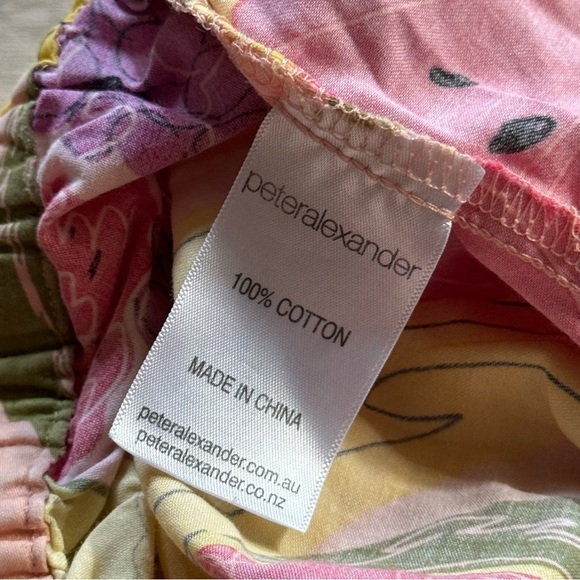 peteralexander
100% COTTON
MADE IN CHINA
peteralexander.com.au
peteralexander.co.nz